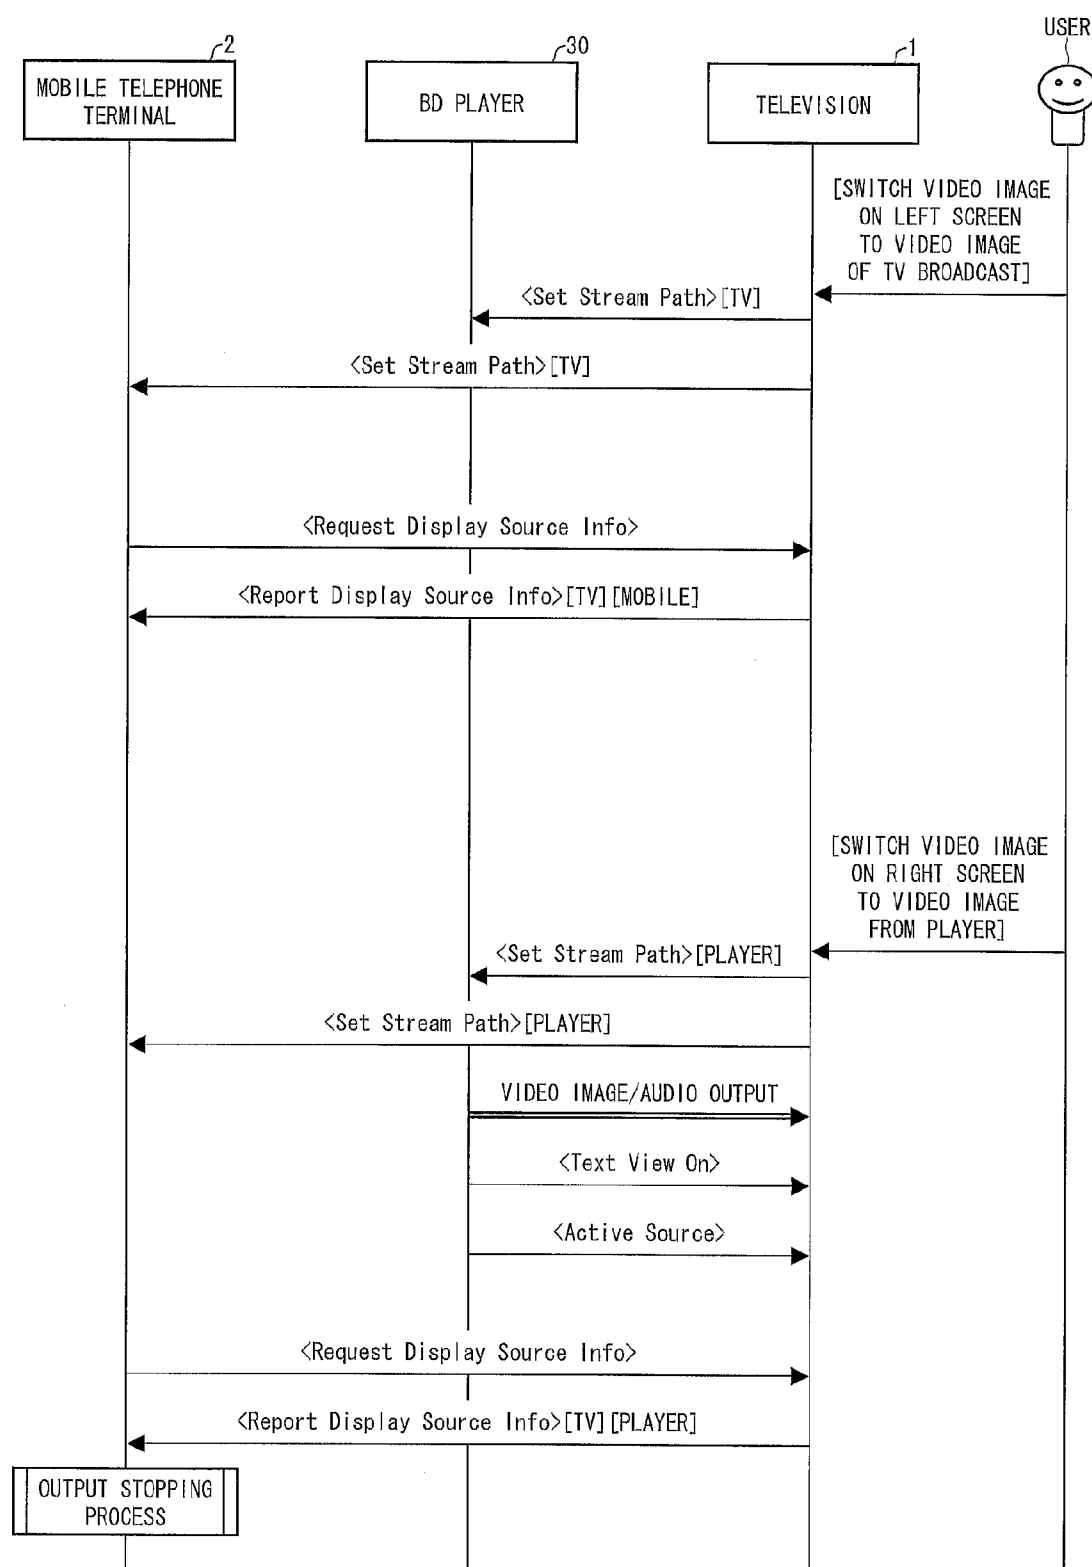 USER
2
30
1
MOBILE TELEPHONE
TERMINAL
BD PLAYER
TELEVISION
[SWITCH VIDEO IMAGE
ON LEFT SCREEN
TO VIDEO IMAGE
OF TV BROADCAST]
<Set Stream Path>[TV]
<Set Stream Path>[TV]
<Request Display Source Info>
<Report Display Source Info>[TV][MOBILE]
[SWITCH VIDEO IMAGE
ON RIGHT SCREEN
TO VIDEO IMAGE
FROM PLAYER]
<Set Stream Path>[PLAYER]
<Set Stream Path>[PLAYER]
VIDEO IMAGE/AUDIO OUTPUT
<Text View On>
<Active Source>
<Request Display Source Info>
<Report Display Source Info>[TV][PLAYER]
OUTPUT STOPPING
PROCESS